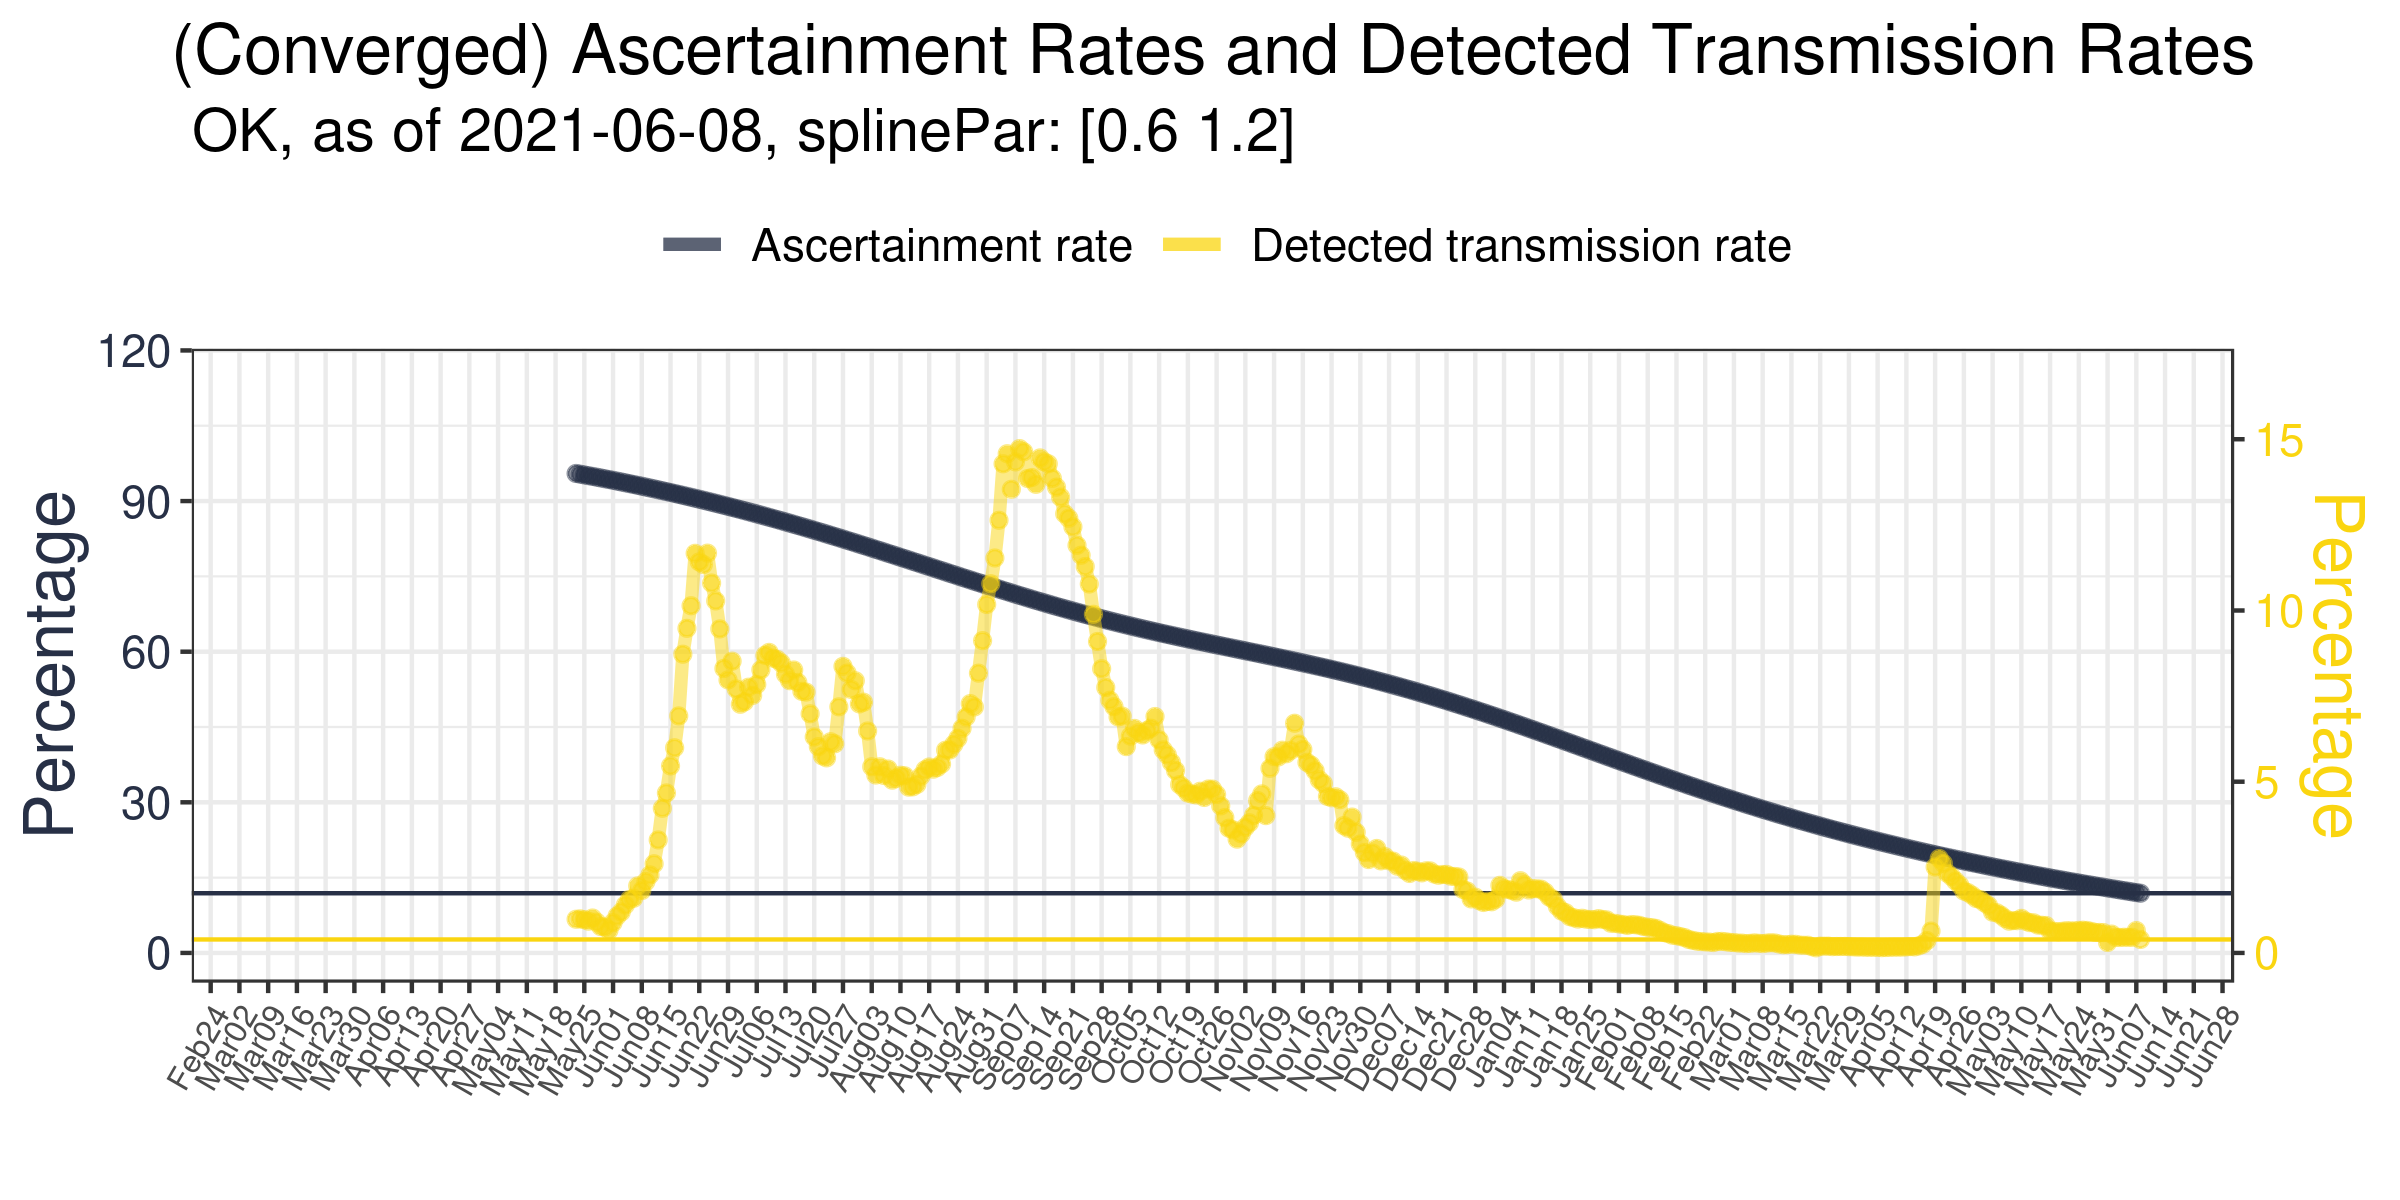 (Converged) Ascertainment Rates and Detected Transmission Rates
OK, as of 2021-06-08, splinePar: [0.6 1.2]
Ascertainment rate
Detected transmission rate
Percentage
120
90
60
30
0
15
10
5
0
Percentage
Feb24
Mar02
Mar09
Mar16
Mar23
Mar30
Apr06
Apr13
Apr20
Apr27
May04
May11
May18
May25
Jun01
Jun08
Jun15
Jun22
Jun29
Jul06
Jul13
Jul20
Jul27
Aug03
Aug10
Aug17
Aug24
Aug31
Sep07
Sep14
Sep21
Sep28
Oct05
Oct12
Oct19
Oct26
Nov02
Nov09
Nov16
Nov23
Nov30
Dec07
Dec14
Dec21
Dec28
Jan04
Jan11
Jan18
Jan25
Feb01
Feb08
Feb15
Feb22
Mar01
Mar08
Mar15
Mar22
Mar29
Apr05
Apr12
Apr19
Apr26
May03
May10
May17
May24
May31
Jun07
Jun14
Jun21
Jun28